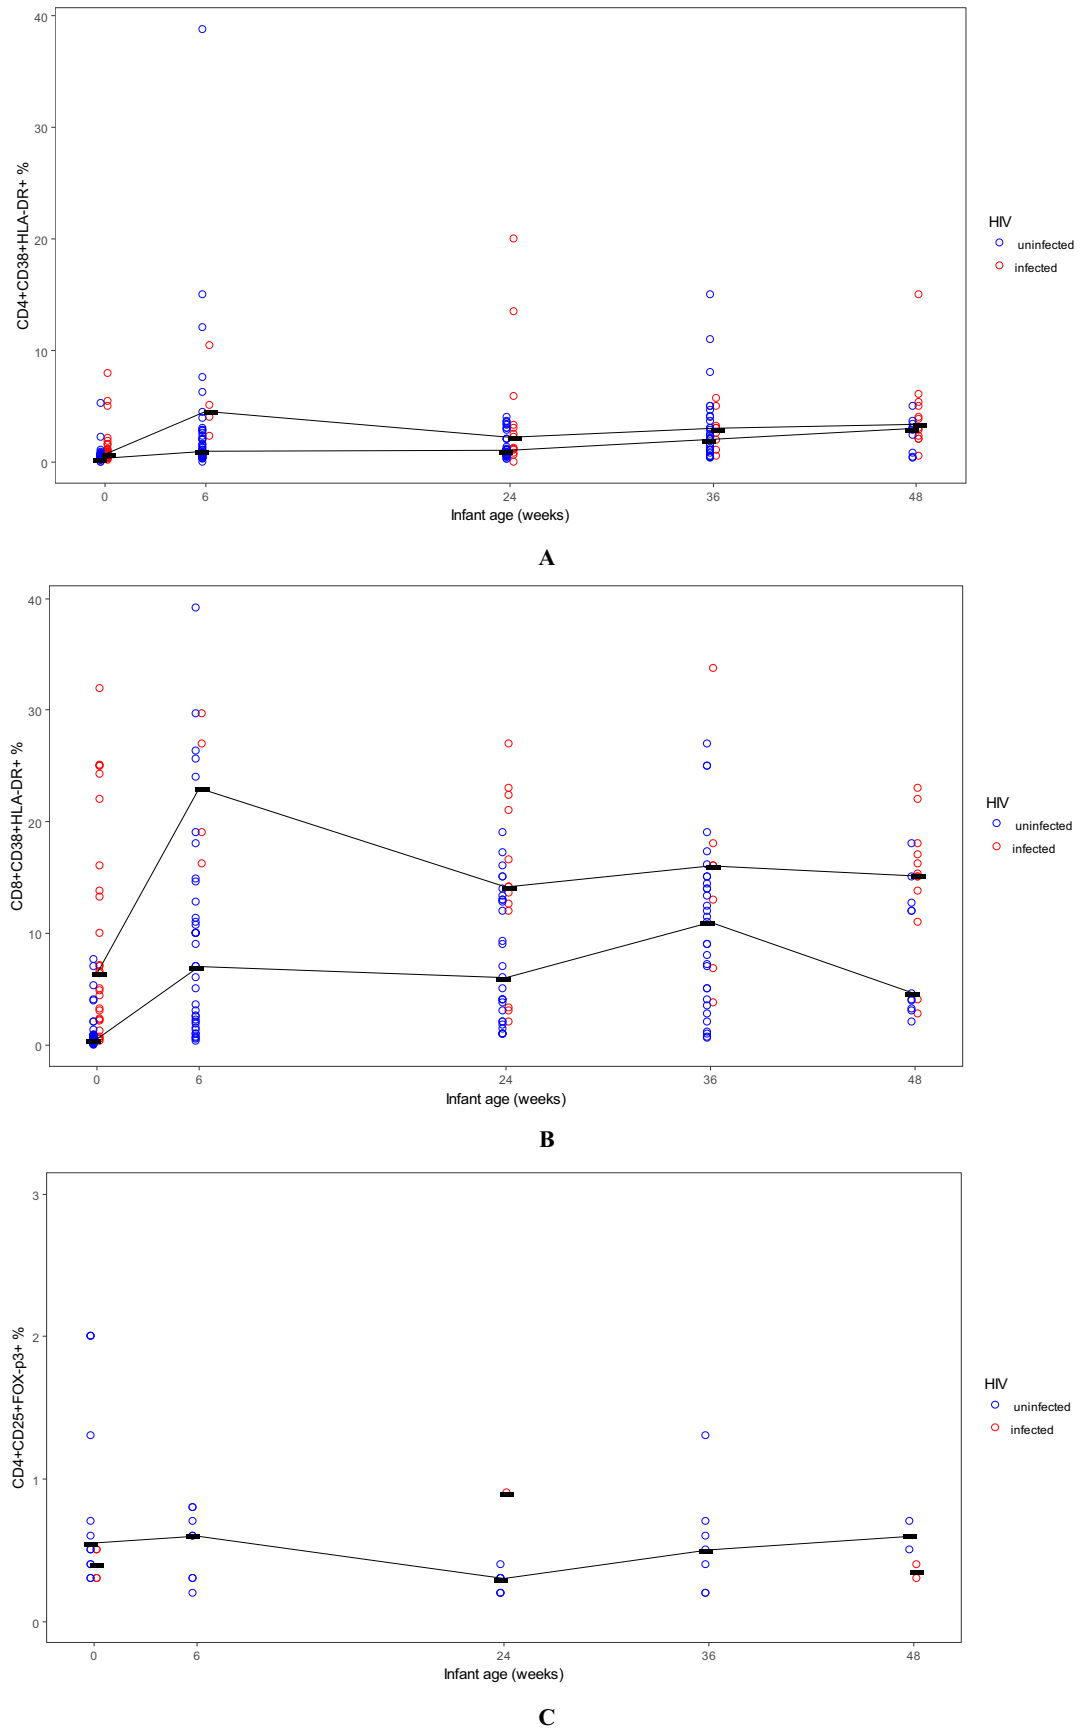 40
30
20
10
0
CD4+CD38+HLA-DR+ %
0 6 24 36 48
Infant age (weeks)
HIV
uninfected
infected
A
40
30
20
10
0
CD8+CD38+HLA-DR+ %
0 6 24 36 48
Infant age (weeks)
HIV
uninfected
infected
B
3
2
1
0
CD4+CD25+FOX-p3+ %
0 6 24 36 48
Infant age (weeks)
HIV
uninfected
infected
C